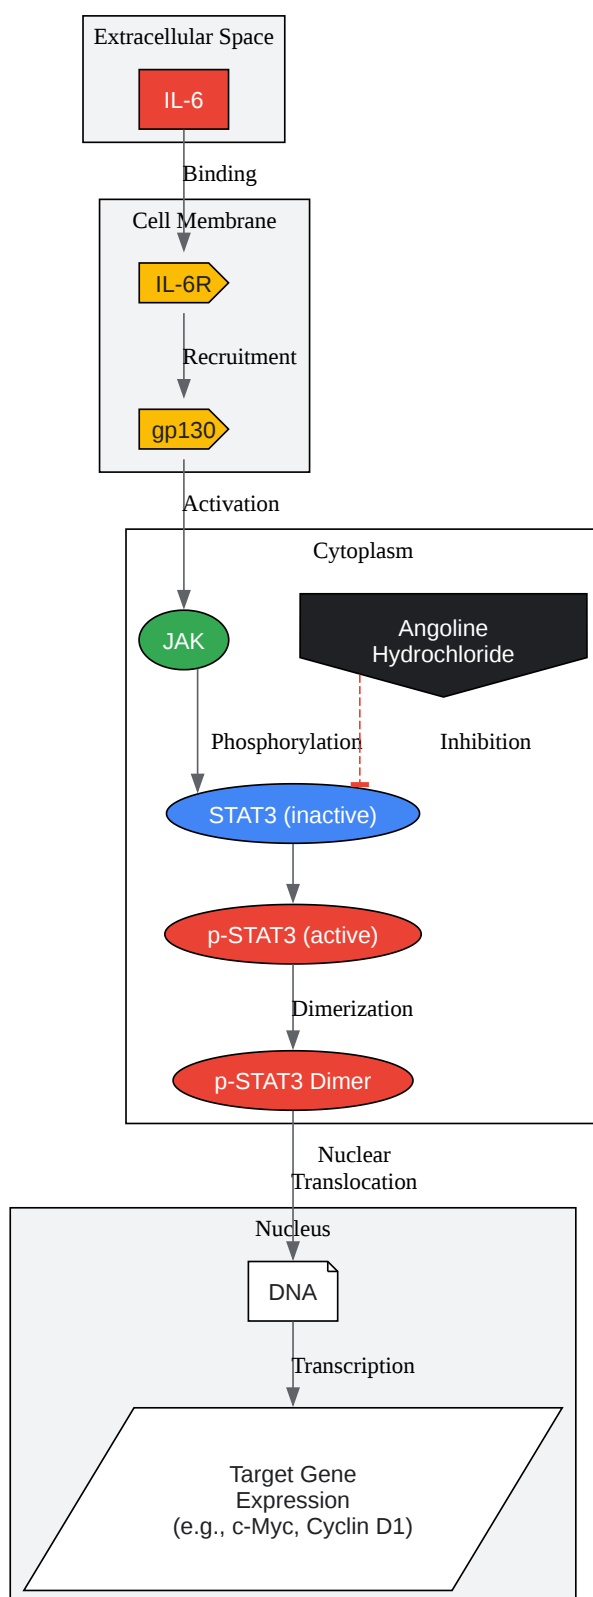 Extracellular Space
IL-6
Binding
Cell Membrane
IL-6R
Recruitment
gp130
Activation
Cytoplasm
JAK
Angoline
Hydrochloride
Phosphorylation
Inhibition
STAT3 (inactive)
p-STAT3 (active)
Dimerization
p-STAT3 Dimer
Nuclear
Translocation
Nucleus
DNA
Transcription
Target Gene
Expression
(e.g., c-Myc, Cyclin D1)